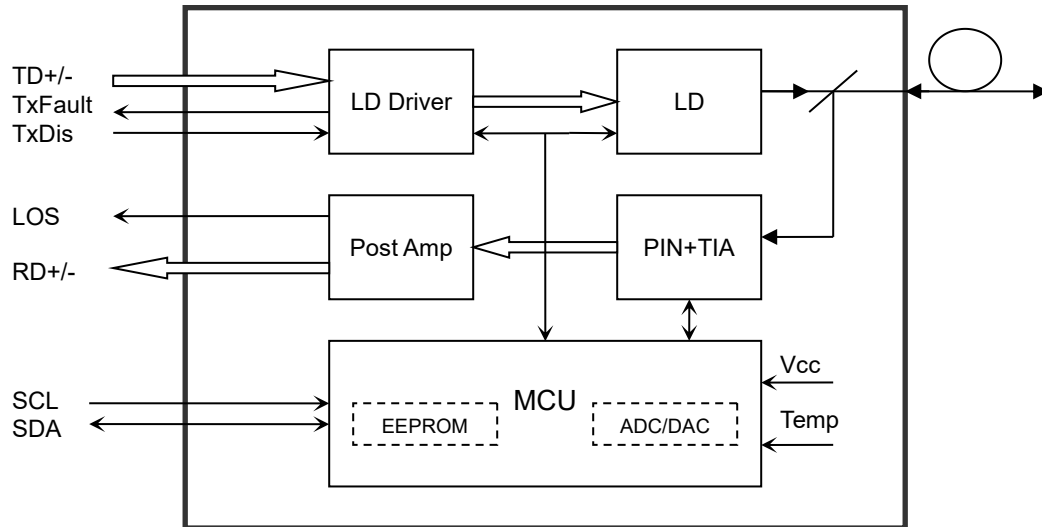 TD+/-
TxFault
TxDis
LD Driver
LD
LOS
RD+/-
Post Amp
PIN+TIA
SCL
SDA
MCU
EEPROM
ADC/DAC
Vcc
Temp